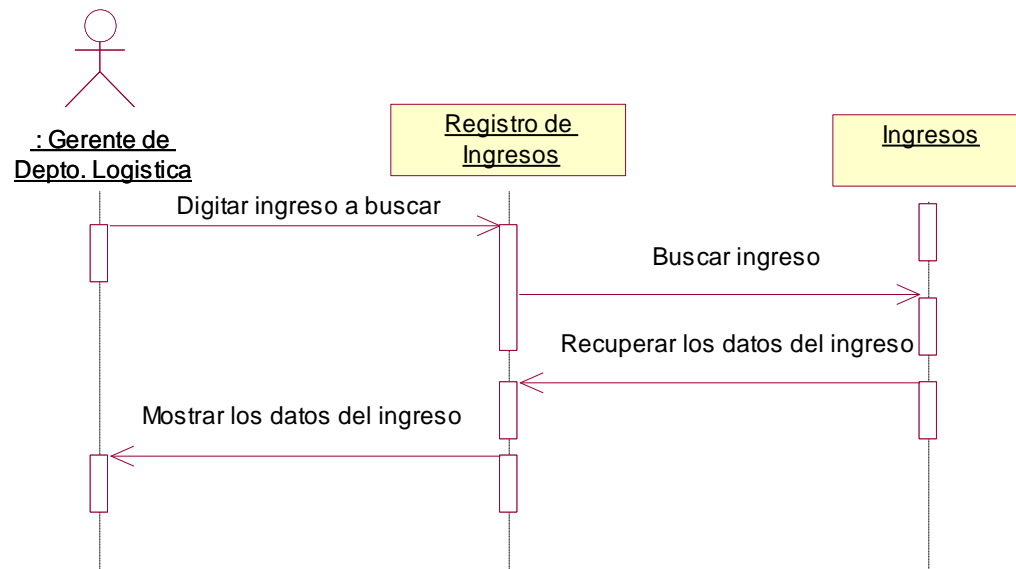 : Gerente de
Depto. Logistica
Registro de
Ingresos
Ingresos
Digitar ingreso a buscar
Buscar ingreso
Recuperar los datos del ingreso
Mostrar los datos del ingreso